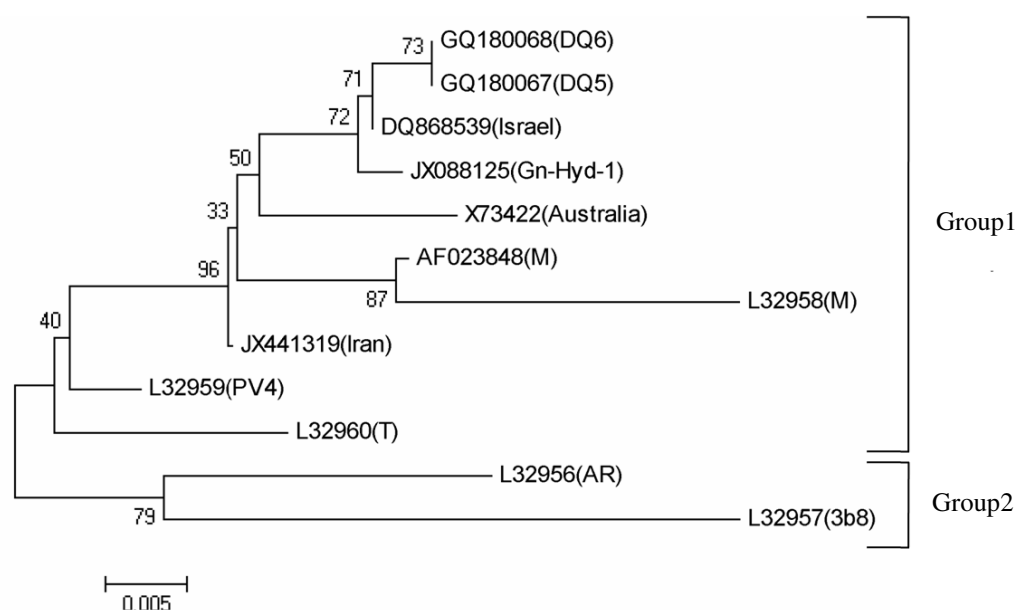 73
GQ180068(DQ6)
GQ180067(DQ5)
71
DQ868539(Israel)
72
JX088125(Gn-Hyd-1)
50
X73422(Australia)
33
Group1
AF023848(M)
96
87
L32958(M)
JX441319(Iran)
40
L32959(PV4)
L32960(T)
L32956(AR)
Group2
79
L32957(3b8)
0.005